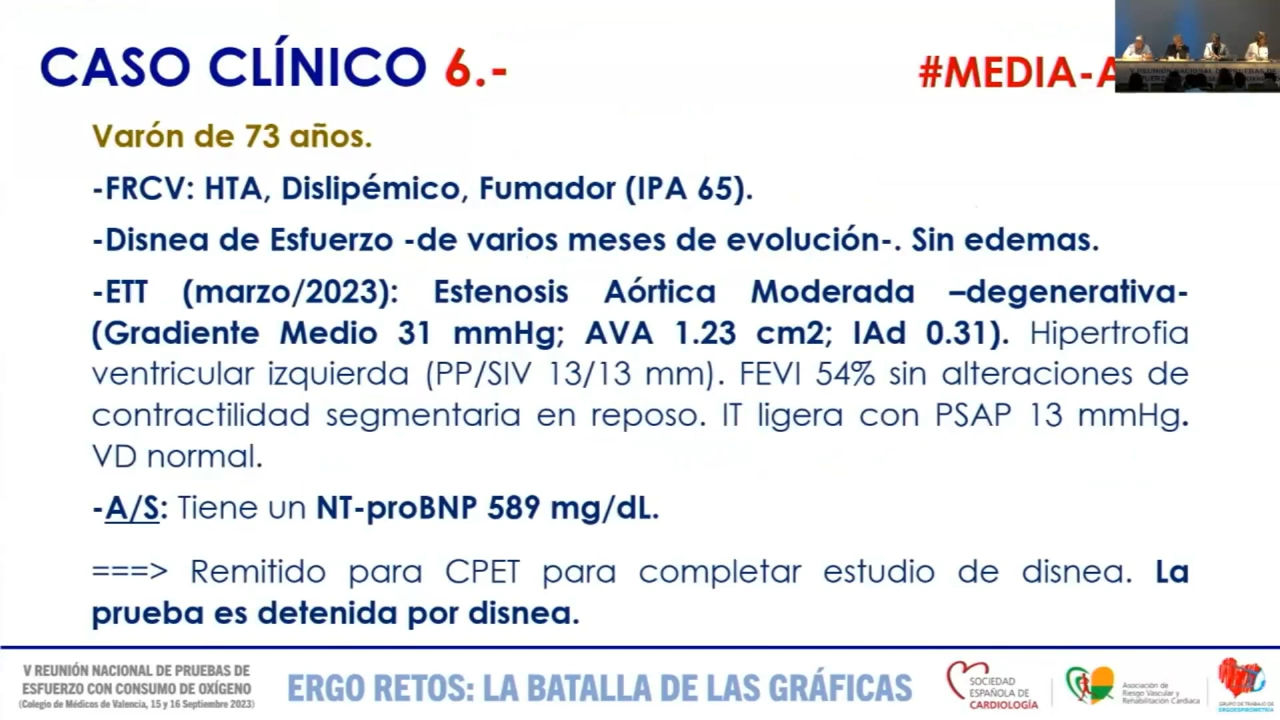 CASO CLÍNICO 6.-
#MEDIA-A
Varón de 73 años.
-FRCV: HTA, Dislipémico, Fumador (IPA 65).
-Disnea de Esfuerzo -de varios meses de evolución-. Sin edemas.
-ETT (marzo/2023): Estenosis Aórtica Moderada –degenerativa-
(Gradiente Medio 31 mmHg; AVA 1.23 cm2; IAd 0.31). Hipertrofia
ventricular izquierda (PP/SIV 13/13 mm). FEVI 54% sin alteraciones de
contractilidad segmentaria en reposo. IT ligera con PSAP 13 mmHg.
VD normal.
-A/S: Tiene un NT-proBNP 589 mg/dL.
===> Remitido para CPET para completar estudio de disnea. La
prueba es detenida por disnea.
V REUNIÓN NACIONAL DE PRUEBAS DE
ESFUERZO CON CONSUMO DE OXÍGENO
(Colegio de Médicos de Valencia, 15 y 16 Septiembre 2023)
ERGO RETOS: LA BATALLA DE LAS GRÁFICAS
SOCIEDAD
ESPAÑOLA DE
CARDIOLOGÍA
Asociación de
Riesgo Vascular y
Rehabilitación Cardiaca
GRUPO DE TRABAJO DE
ERGOESPIROMETRÍA